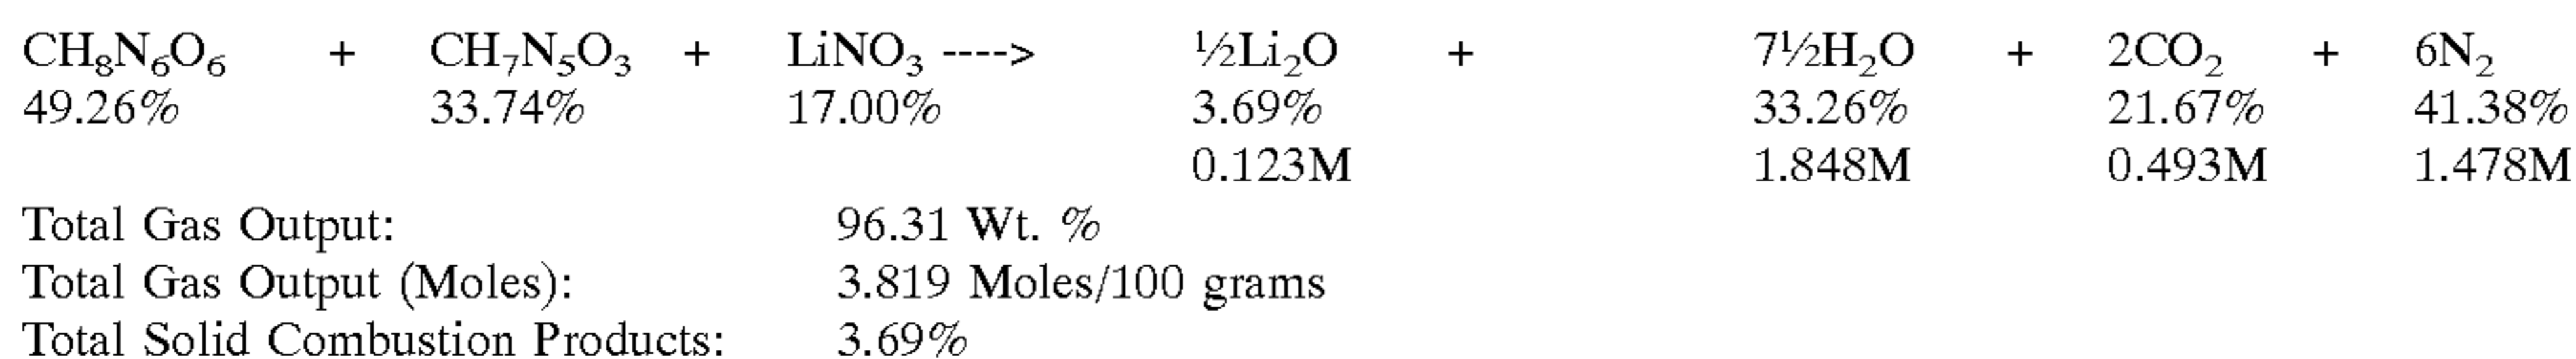 CH₈N₆O₆ + CH₇N₅O₃ + LiNO₃ ----> ½Li₂O + 7½H₂O + 2CO₂ + 6N₂
49.26% 33.74% 17.00% 3.69% 33.26% 21.67% 41.38%
0.123M 1.848M 0.493M 1.478M
Total Gas Output: 96.31 Wt. %
Total Gas Output (Moles): 3.819 Moles/100 grams
Total Solid Combustion Products: 3.69%